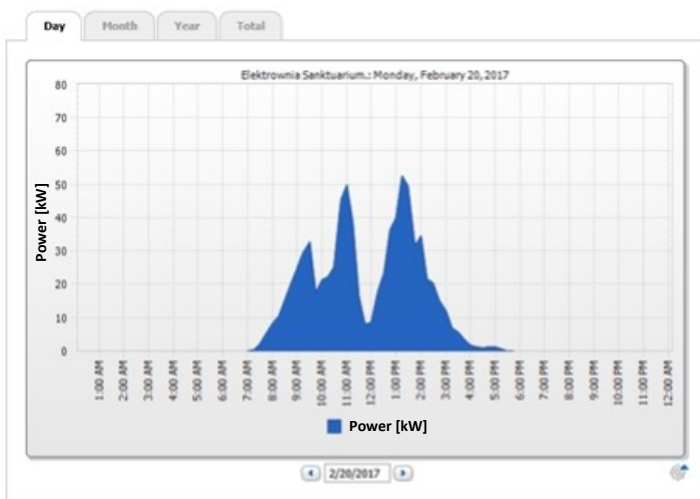 Day Month Year Total
Elektrownia Sanktuarium.: Monday, February 20, 2017
Power [kW]
80
70
60
50
40
30
20
10
0
1:00 AM 2:00 AM 3:00 AM 4:00 AM 5:00 AM 6:00 AM 7:00 AM 8:00 AM 9:00 AM 10:00 AM 11:00 AM 12:00 PM 1:00 PM 2:00 PM 3:00 PM 4:00 PM 5:00 PM 6:00 PM 7:00 PM 8:00 PM 9:00 PM 10:00 PM 11:00 PM 12:00 AM
Power [kW]
2/20/2017